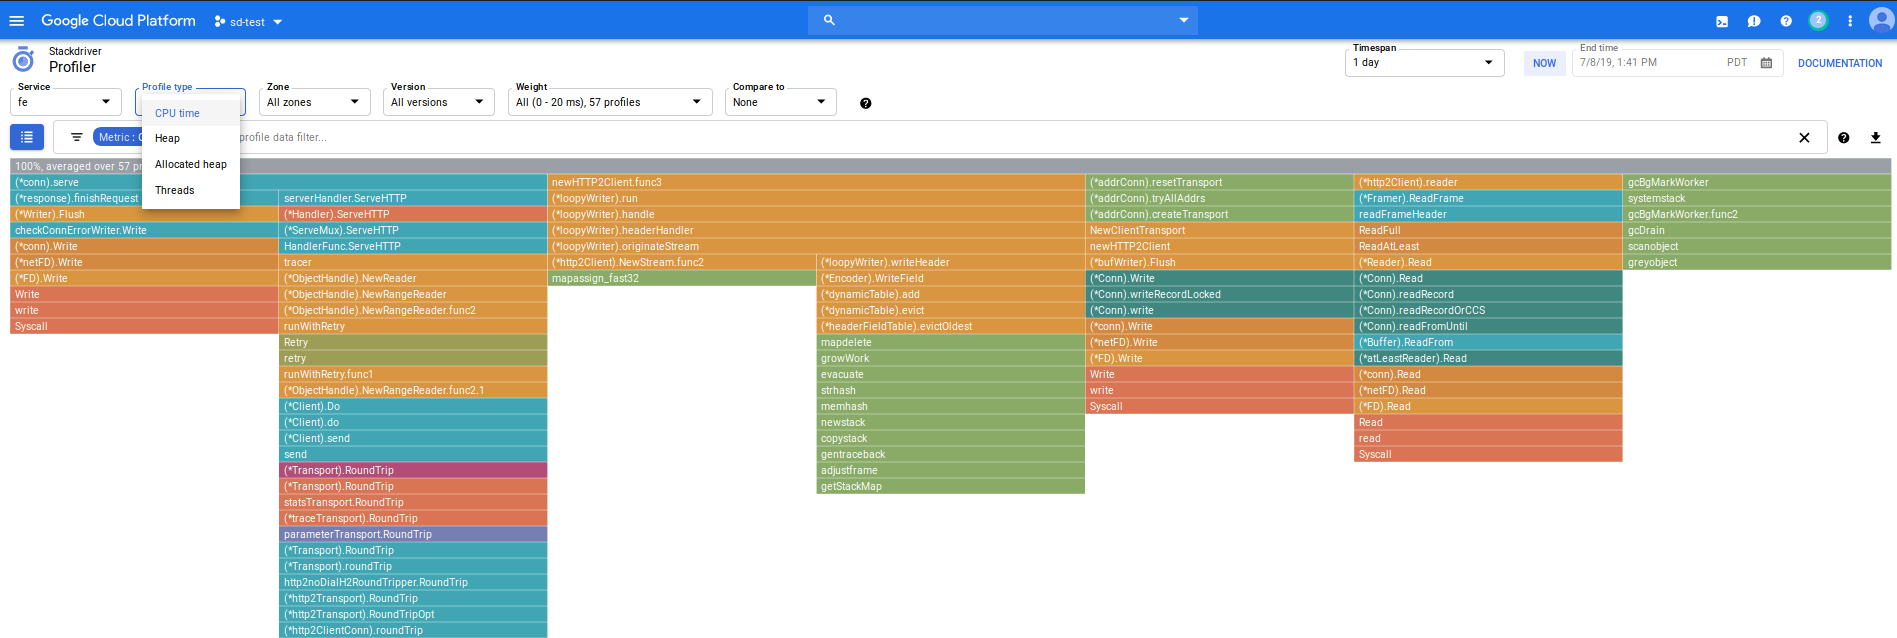 Google Cloud Platform sd-test 2
Stackdriver
Profiler
Timespan
1 day
NOW
End time
7/8/19, 1:41 PM PDT
DOCUMENTATION
Service
fe
Profile type
Zone
All zones
Version
All versions
Weight
All (0 - 20 ms), 57 profiles
Compare to
None
CPU time
Heap
Allocated heap
Threads
Metric : profile data filter...
100%, averaged over 57
(*conn).serve newHTTP2Client.func3 (*addrConn).resetTransport (*http2Client).reader gcBgMarkWorker
(*response).finishRequest serverHandler.ServeHTTP (*loopyWriter).run (*addrConn).tryAllAddrs (*Framer).ReadFrame systemstack
(*Writer).Flush (*Handler).ServeHTTP (*loopyWriter).handle (*addrConn).createTransport readFrameHeader gcBgMarkWorker.func2
checkConnErrorWriter.Write (*ServeMux).ServeHTTP (*loopyWriter).headerHandler NewClientTransport ReadFull gcDrain
(*conn).Write HandlerFunc.ServeHTTP (*loopyWriter).originateStream newHTTP2Client ReadAtLeast scanobject
(*netFD).Write tracer (*http2Client).NewStream.func2 (*loopyWriter).writeHeader (*bufWriter).Flush (*Reader).Read greyobject
(*FD).Write (*ObjectHandle).NewReader mapassign_fast32 (*Encoder).WriteField (*Conn).Write (*Conn).Read
Write (*ObjectHandle).NewRangeReader (*dynamicTable).add (*Conn).writeRecordLocked (*Conn).readRecord
write (*ObjectHandle).NewRangeReader.func2 (*dynamicTable).evict (*Conn).write (*Conn).readRecordOrCCS
Syscall runWithRetry (*headerFieldTable).evictOldest (*conn).Write (*Conn).readFromUntil
Retry mapdelete (*netFD).Write (*Buffer).ReadFrom
retry growWork (*FD).Write (*atLeastReader).Read
runWithRetry.func1 evacuate Write (*conn).Read
(*ObjectHandle).NewRangeReader.func2.1 strhash write (*netFD).Read
(*Client).Do memhash Syscall (*FD).Read
(*Client).do newstack Read
(*Client).send copystack read
send gentraceback Syscall
(*Transport).RoundTrip adjustframe
(*Transport).RoundTrip getStackMap
statsTransport.RoundTrip
(*traceTransport).RoundTrip
parameterTransport.RoundTrip
(*Transport).RoundTrip
(*Transport).roundTrip
http2noDialH2RoundTripper.RoundTrip
(*http2Transport).RoundTrip
(*http2Transport).RoundTripOpt
(*http2ClientConn).roundTrip